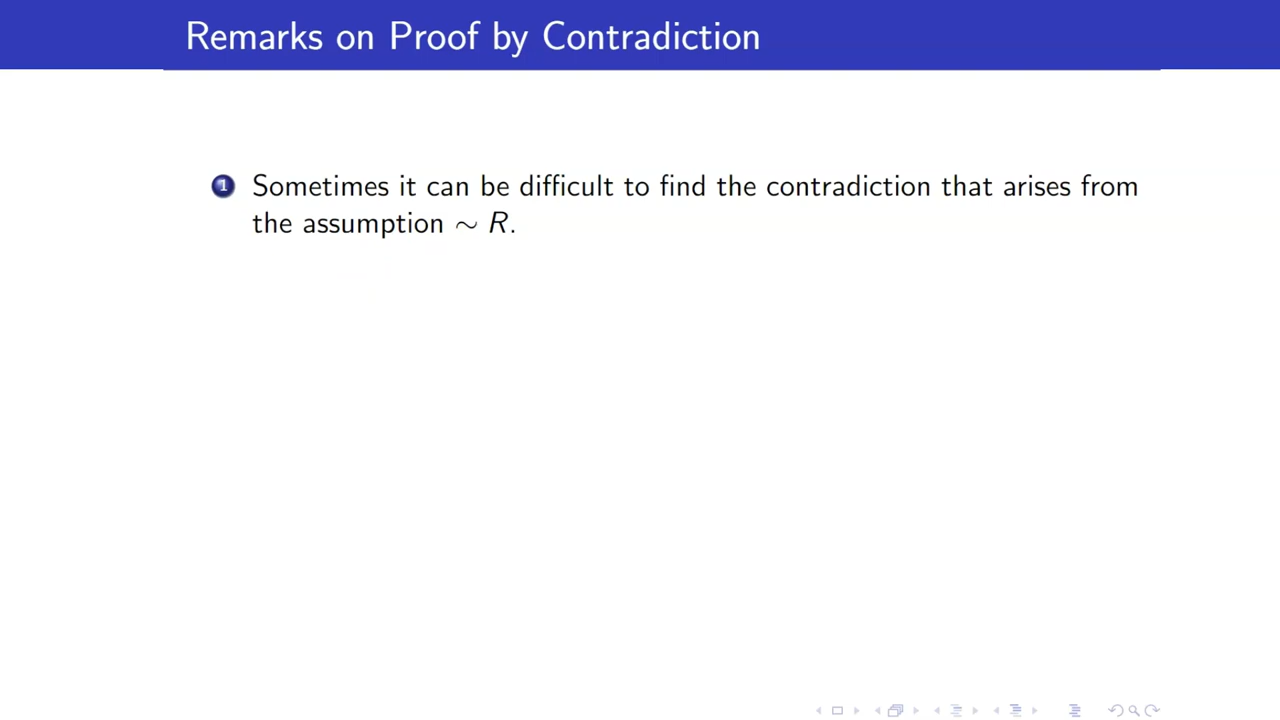 Remarks on Proof by Contradiction
1 Sometimes it can be difficult to find the contradiction that arises from
the assumption ∼ R.